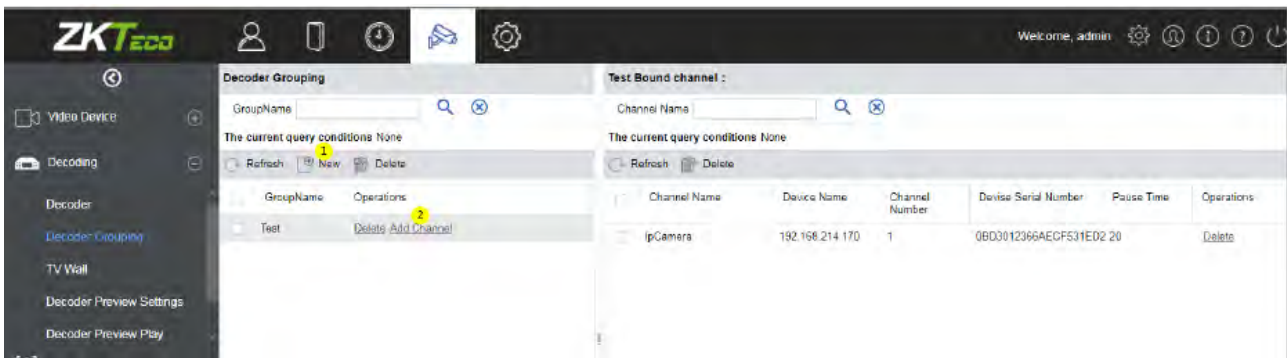 ZKTeco
Welcome, admin
Video Device
Decoding
Decoder
Decoder Grouping
TV Wall
Decoder Preview Settings
Decoder Preview Play
Decoder Grouping
GroupName
The current query conditions None
1
Refresh New Delete
GroupName Operations
2
Test Delete Add Channel
Test Bound channel :
Channel Name
The current query conditions None
Refresh Delete
Channel Name Device Name Channel Number Devise Serial Number Pause Time Operations
ipCamera 192.168.214.170 1 0BD3012366AECF531ED2 20 Delete